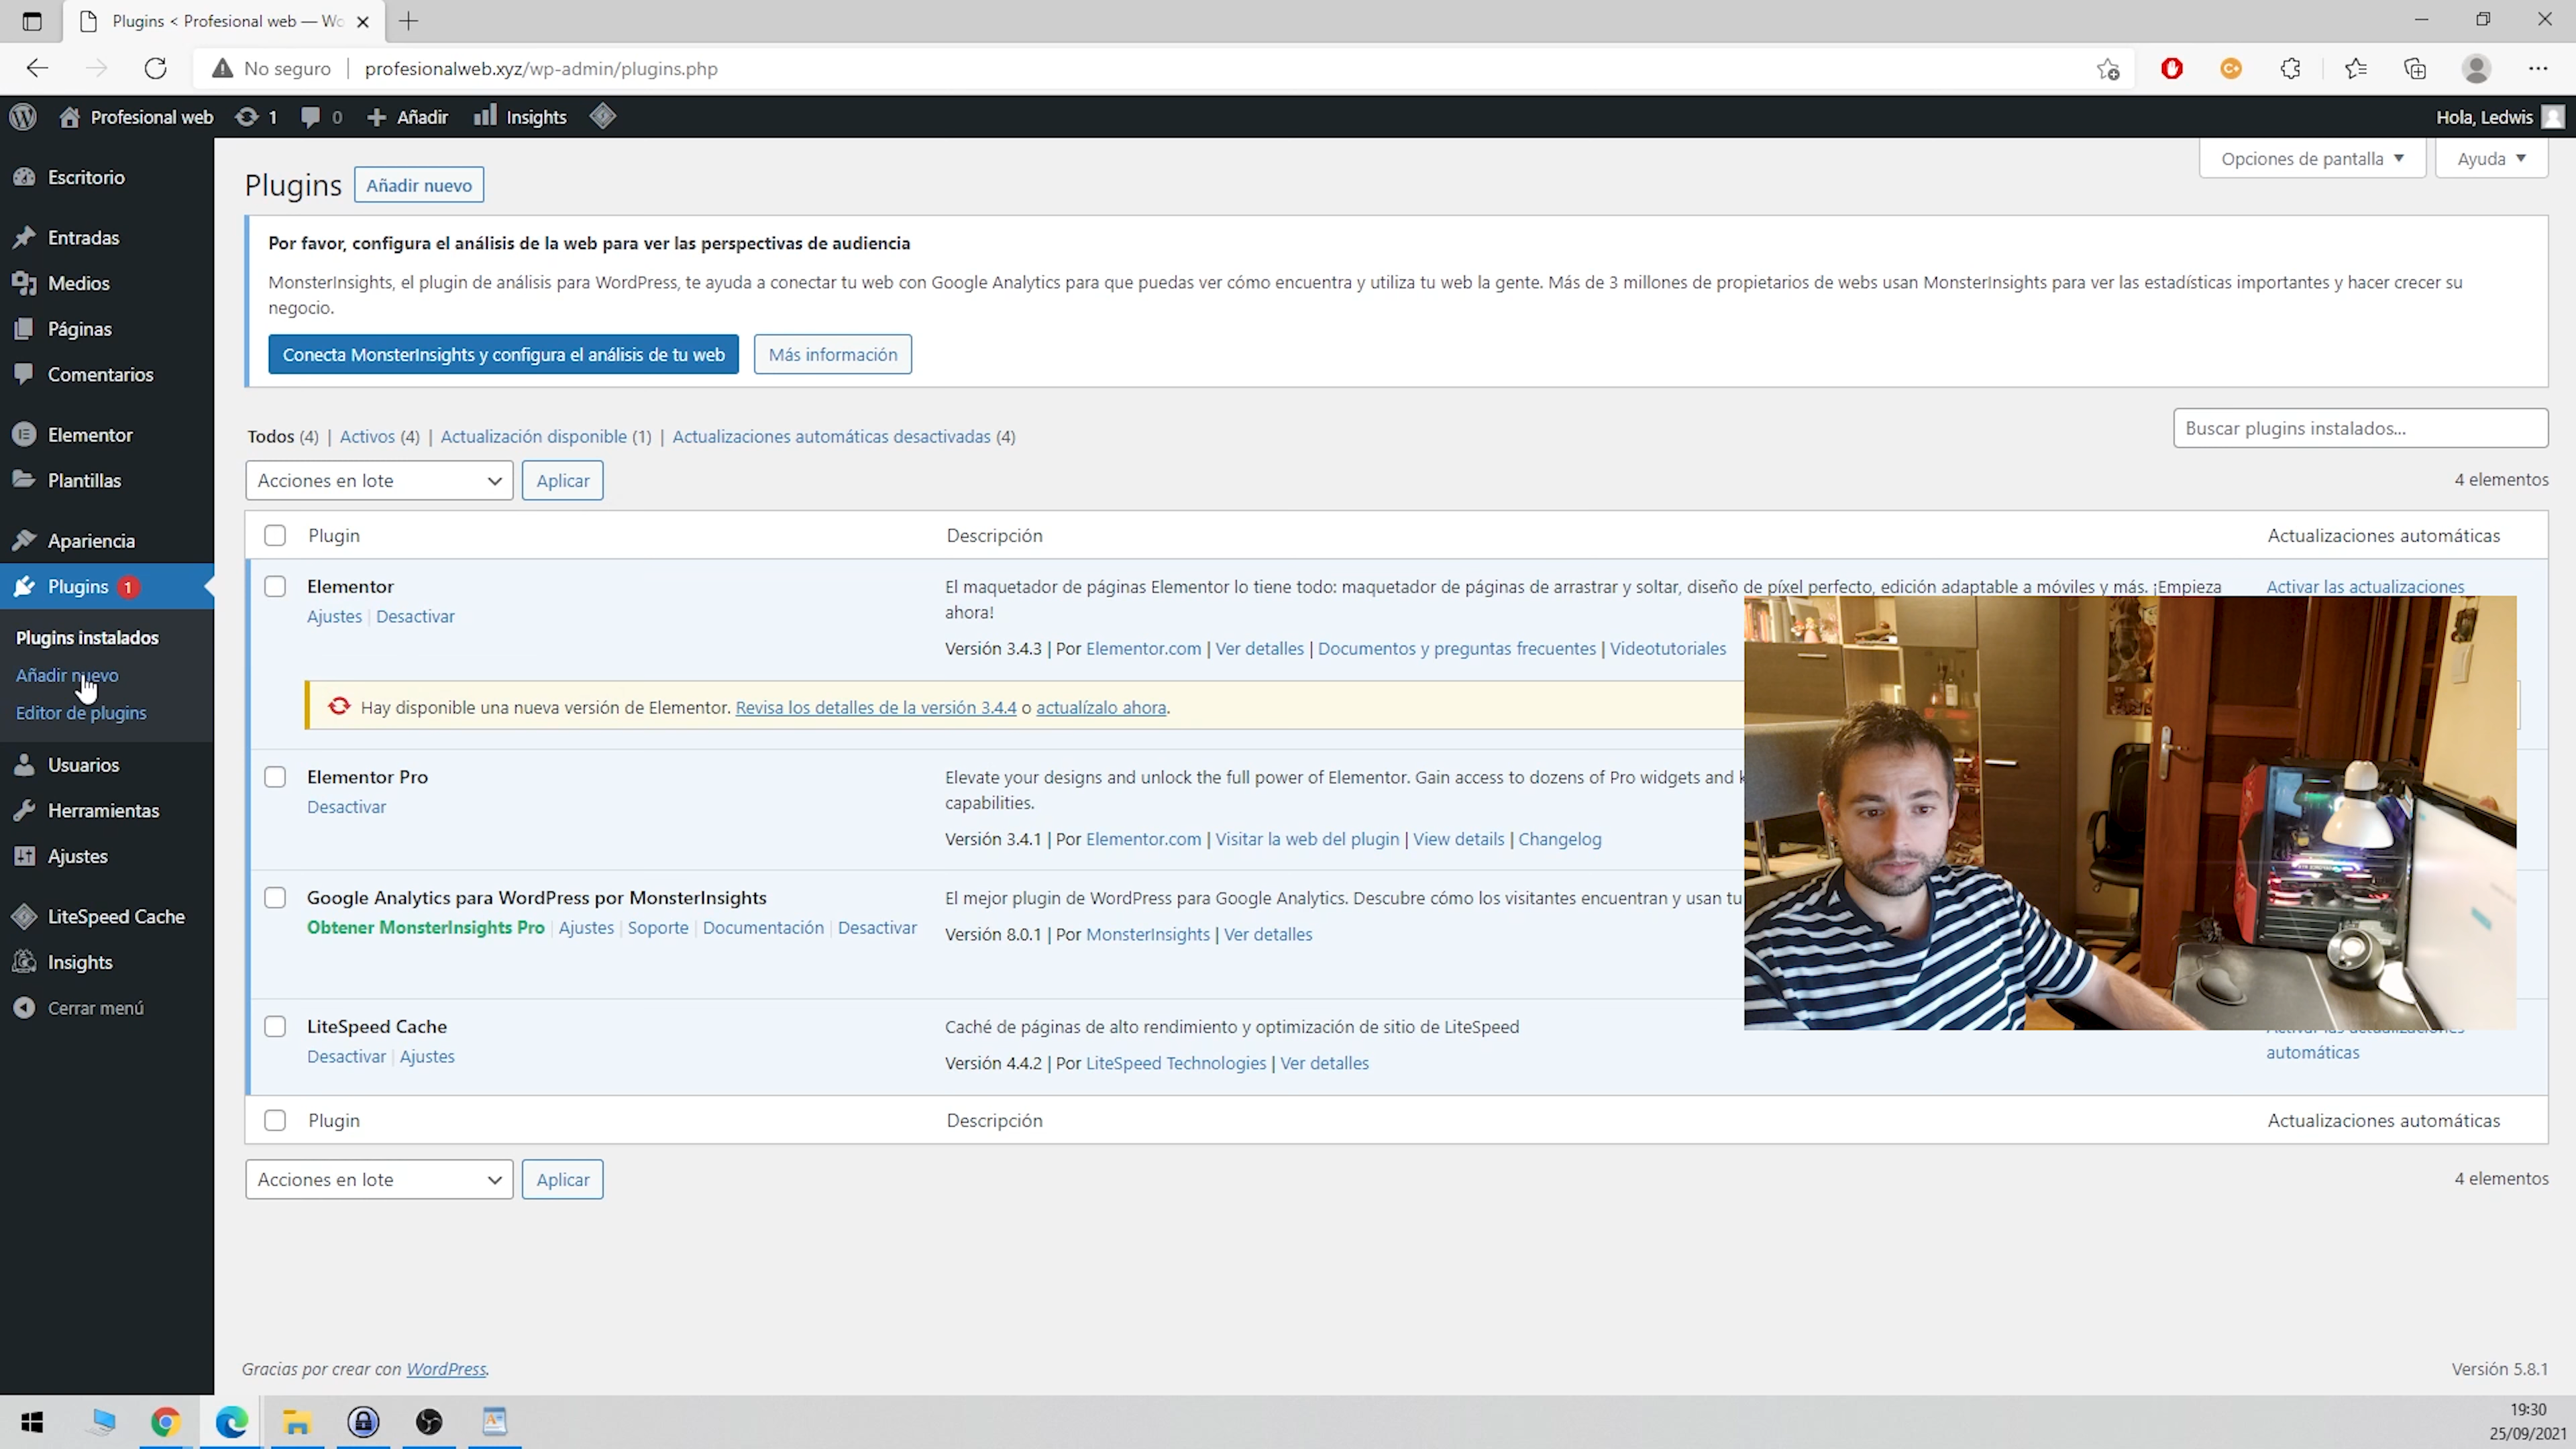 Plugins < Profesional web — Wo
No seguro
profesionalweb.xyz/wp-admin/plugins.php
Profesional web
1
0
Añadir
Insights
Hola, Ledwis
Escritorio
Entradas
Medios
Páginas
Comentarios
Elementor
Plantillas
Apariencia
Plugins 1
Plugins instalados
Añadir nuevo
Editor de plugins
Usuarios
Herramientas
Ajustes
LiteSpeed Cache
Insights
Cerrar menú
Opciones de pantalla
Ayuda
Plugins
Añadir nuevo
Por favor, configura el análisis de la web para ver las perspectivas de audiencia
MonsterInsights, el plugin de análisis para WordPress, te ayuda a conectar tu web con Google Analytics para que puedas ver cómo encuentra y utiliza tu web la gente. Más de 3 millones de propietarios de webs usan MonsterInsights para ver las estadísticas importantes y hacer crecer su
negocio.
Conecta MonsterInsights y configura el análisis de tu web
Más información
Todos (4) | Activos (4) | Actualización disponible (1) | Actualizaciones automáticas desactivadas (4)
Buscar plugins instalados...
Acciones en lote
Aplicar
4 elementos
Plugin
Descripción
Actualizaciones automáticas
Elementor
Ajustes | Desactivar
El maquetador de páginas Elementor lo tiene todo: maquetador de páginas de arrastrar y soltar, diseño de píxel perfecto, edición adaptable a móviles y más. ¡Empieza
ahora!
Versión 3.4.3 | Por Elementor.com | Ver detalles | Documentos y preguntas frecuentes | Videotutoriales
Activar las actualizaciones
Hay disponible una nueva versión de Elementor. Revisa los detalles de la versión 3.4.4 o actualízalo ahora.
Elementor Pro
Desactivar
Elevate your designs and unlock the full power of Elementor. Gain access to dozens of Pro widgets and
capabilities.
Versión 3.4.1 | Por Elementor.com | Visitar la web del plugin | View details | Changelog
Google Analytics para WordPress por MonsterInsights
Obtener MonsterInsights Pro | Ajustes | Soporte | Documentación | Desactivar
El mejor plugin de WordPress para Google Analytics. Descubre cómo los visitantes encuentran y usan tu
Versión 8.0.1 | Por MonsterInsights | Ver detalles
LiteSpeed Cache
Desactivar | Ajustes
Caché de páginas de alto rendimiento y optimización de sitio de LiteSpeed
Versión 4.4.2 | Por LiteSpeed Technologies | Ver detalles
automáticas
Plugin
Descripción
Actualizaciones automáticas
Acciones en lote
Aplicar
4 elementos
Gracias por crear con WordPress.
Versión 5.8.1
19:30
25/09/2021